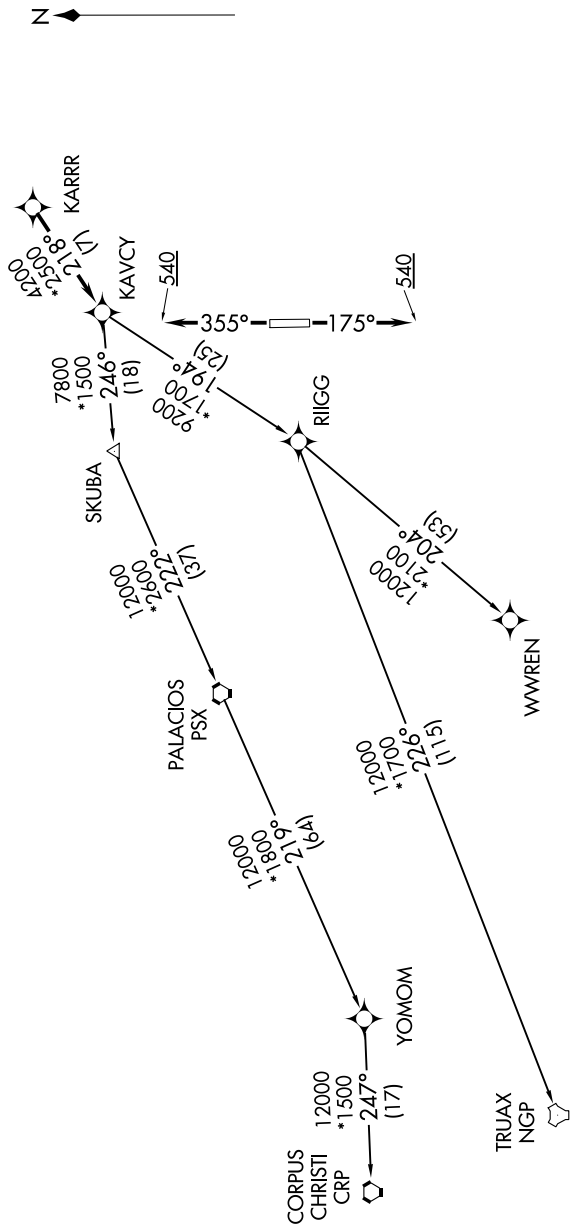 N
KARRR
4200
*2500
218°
(7)
KAVCY
540
355°
175°
540
7800
*1500
246°
(18)
9200
*1700
194°
(25)
SKUBA
RIIGG
12000
*2600
222°
(37)
12000
*2100
204°
(53)
PALACIOS
PSX
WWREN
12000
*1800
219°
(64)
12000
*1700
226°
(115)
YOMOM
12000
*1500
247°
(17)
CORPUS
CHRISTI
CRP
TRUAX
NGP